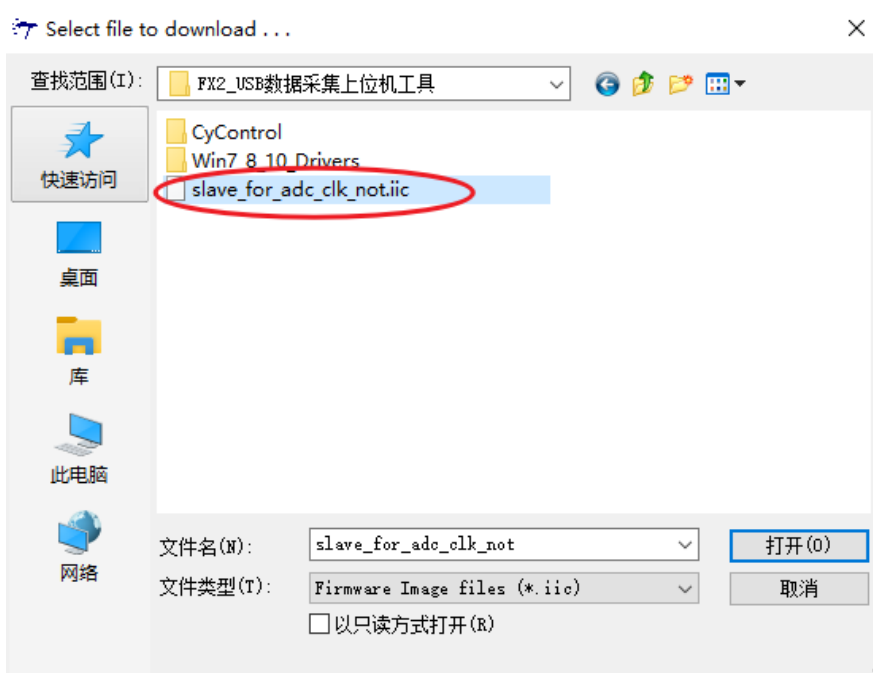 Select file to download . . .
查找范围(I):
FX2_USB数据采集上位机工具
快速访问
桌面
库
此电脑
网络
CyControl
Win7_8_10_Drivers
slave_for_adc_clk_not.iic
文件名(N):
slave_for_adc_clk_not
打开(O)
文件类型(T):
Firmware Image files (*.iic)
取消
以只读方式打开(R)